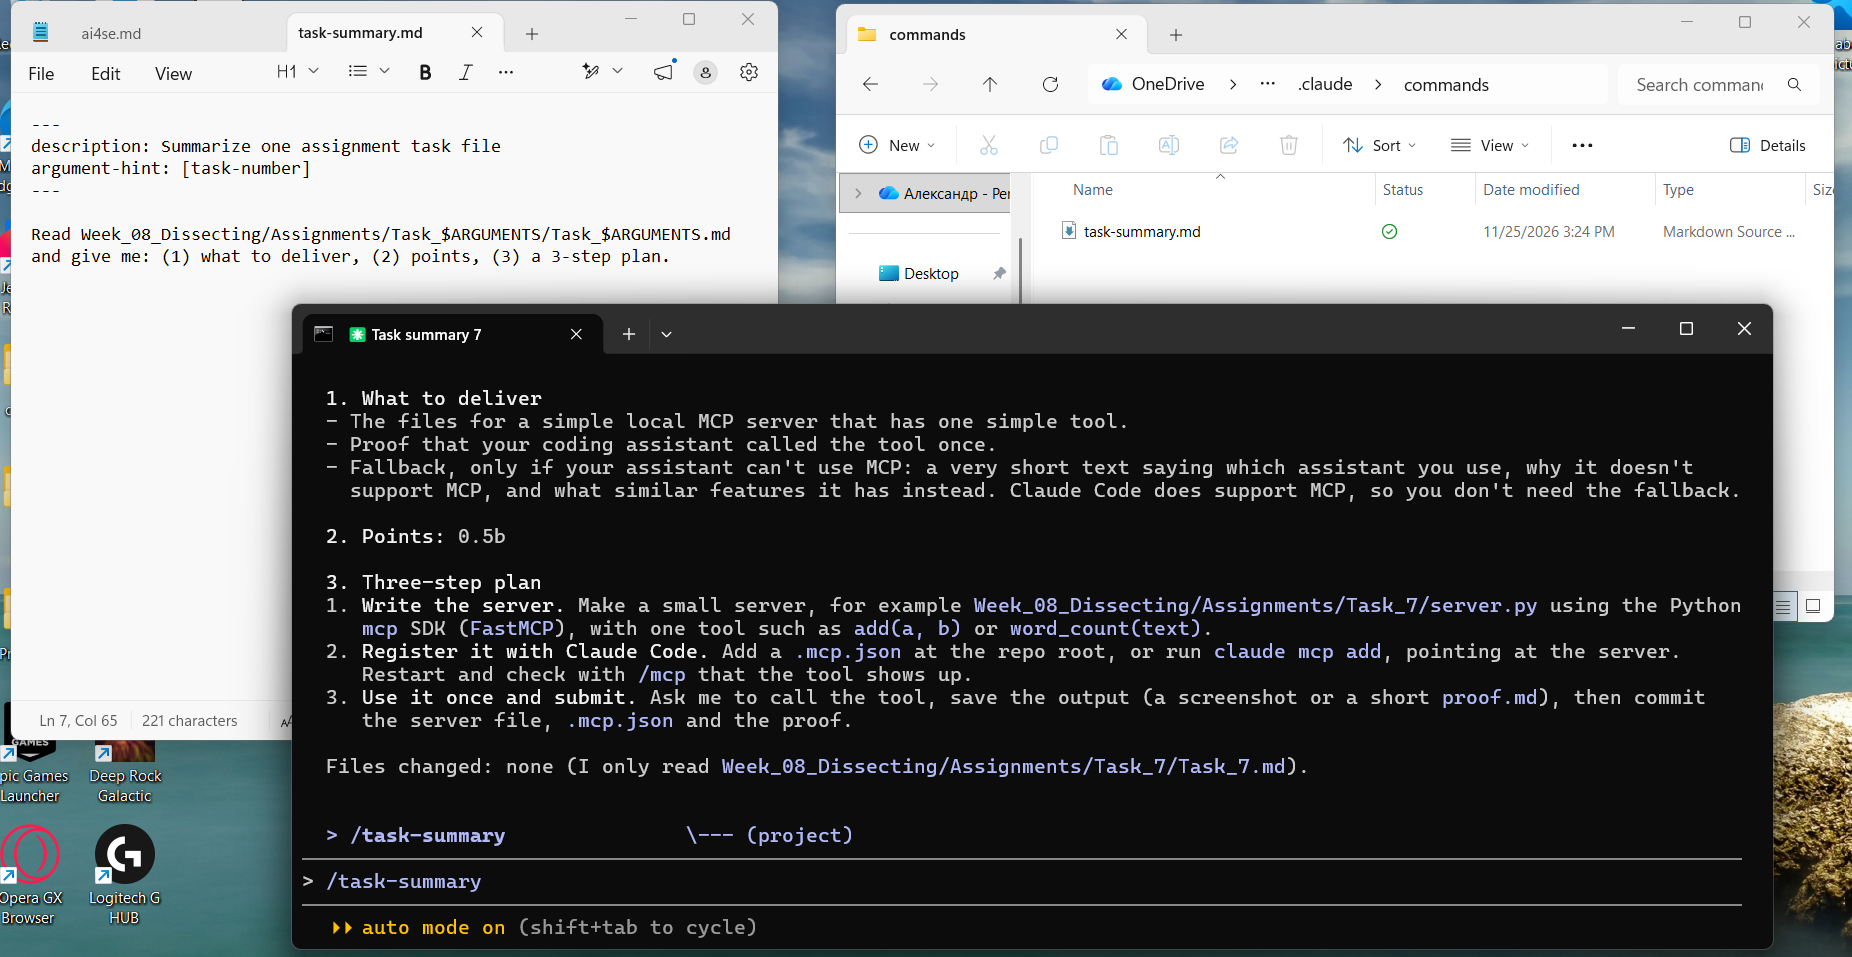 ai4se.md
task-summary.md
File Edit View H1 B I ...
---
description: Summarize one assignment task file
argument-hint: [task-number]
---
Read Week_08_Dissecting/Assignments/Task_$ARGUMENTS/Task_$ARGUMENTS.md
and give me: (1) what to deliver, (2) points, (3) a 3-step plan.
Ln 7, Col 65 221 characters
commands
OneDrive > ... .claude > commands
Search comman
New Sort View ... Details
Александр - Per
Desktop
Name Status Date modified Type Siz
task-summary.md 11/25/2026 3:24 PM Markdown Source ...
Task summary 7
1. What to deliver
- The files for a simple local MCP server that has one simple tool.
- Proof that your coding assistant called the tool once.
- Fallback, only if your assistant can't use MCP: a very short text saying which assistant you use, why it doesn't
support MCP, and what similar features it has instead. Claude Code does support MCP, so you don't need the fallback.
2. Points: 0.5b
3. Three-step plan
1. Write the server. Make a small server, for example Week_08_Dissecting/Assignments/Task_7/server.py using the Python
mcp SDK (FastMCP), with one tool such as add(a, b) or word_count(text).
2. Register it with Claude Code. Add a .mcp.json at the repo root, or run claude mcp add, pointing at the server.
Restart and check with /mcp that the tool shows up.
3. Use it once and submit. Ask me to call the tool, save the output (a screenshot or a short proof.md), then commit
the server file, .mcp.json and the proof.
Files changed: none (I only read Week_08_Dissecting/Assignments/Task_7/Task_7.md).
> /task-summary \--- (project)
> /task-summary
auto mode on (shift+tab to cycle)
GAMES
pic Games
Launcher
Deep Rock
Galactic
Opera GX
Browser
Logitech G
HUB